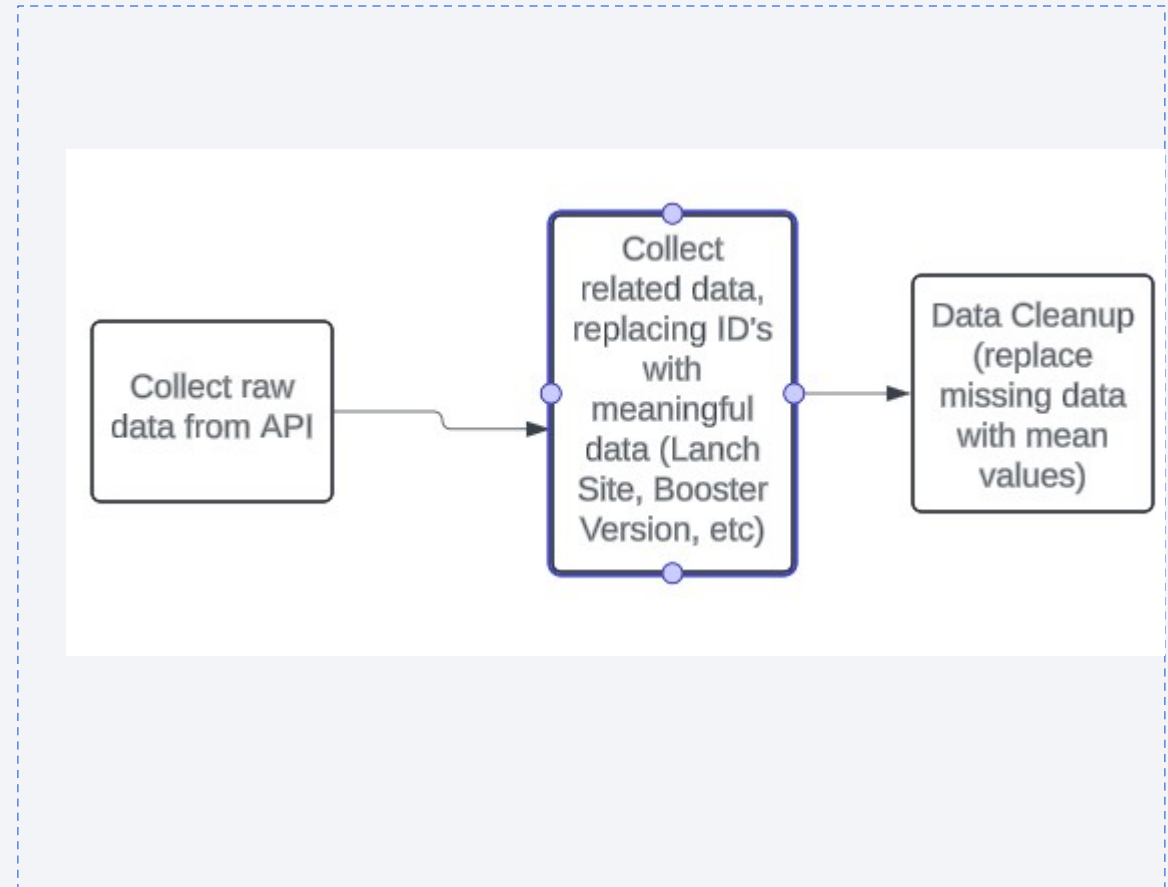 Collect raw
data from API
Collect
related data,
replacing ID's
with
meaningful
data (Lanch
Site, Booster
Version, etc)
Data Cleanup
(replace
missing data
with mean
values)